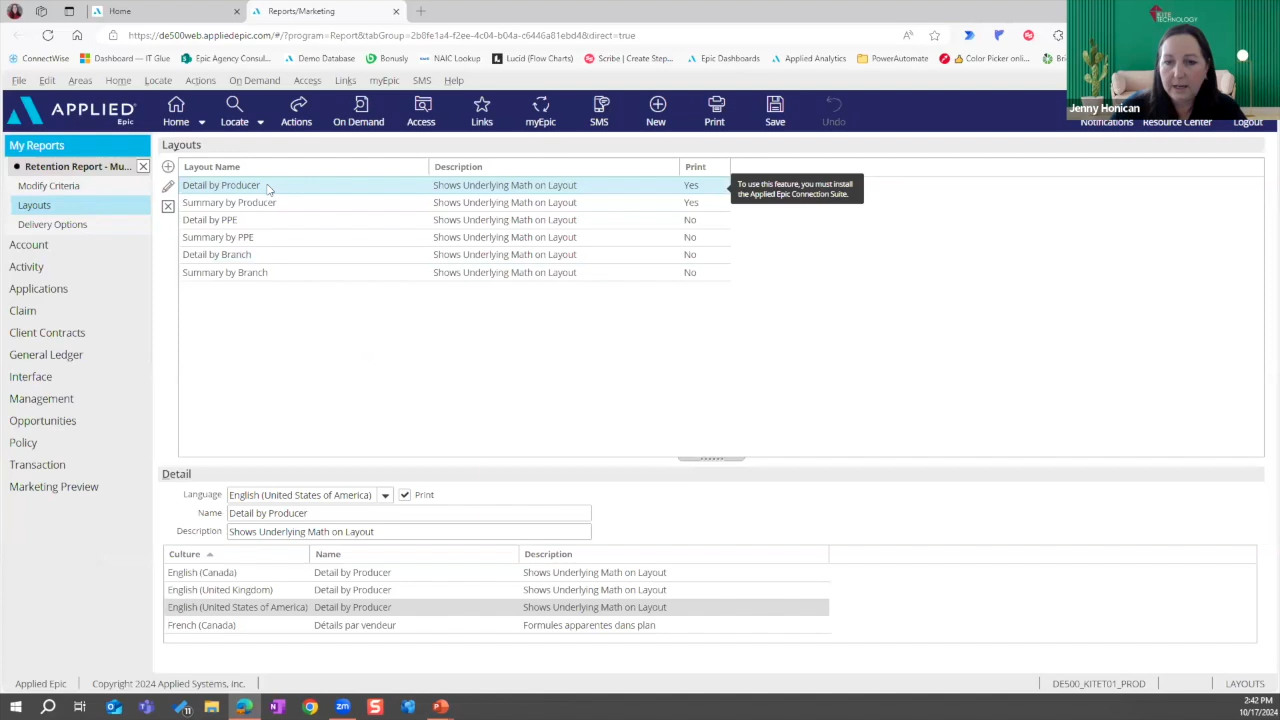 Home
Reports/Marketing
https://de500web.appliedepic.com/#/?program=Report&tabGroup=2b8fe1a4-f2ee-4c04-b04a-c6446a81ebd4&direct=true
ConnectWise
Dashboard — IT Glue
Epic Agency Consul...
Demo Database
Bonusly
NAIC Lookup
Lucid (Flow Charts)
Scribe | Create Step...
Epic Dashboards
Applied Analytics
PowerAutomate
Color Picker onli...
KITE
TECHNOLOGY
Jenny Honican
File Edit Areas Home Locate Actions On Demand Access Links myEpic SMS Help
APPLIED
Epic
Home
Locate
Actions
On Demand
Access
Links
myEpic
SMS
New
Print
Save
Undo
Notifications
Resource Center
Logout
My Reports
Retention Report - Mu...
Modify Criteria
Layouts
Delivery Options
Account
Activity
Applications
Claim
Client Contracts
General Ledger
Interface
Management
Opportunities
Policy
Transaction
Marketing Preview
Layouts
Layout Name Description Print
Detail by Producer Shows Underlying Math on Layout Yes
Summary by Producer Shows Underlying Math on Layout Yes
Detail by PPE Shows Underlying Math on Layout No
Summary by PPE Shows Underlying Math on Layout No
Detail by Branch Shows Underlying Math on Layout No
Summary by Branch Shows Underlying Math on Layout No
To use this feature, you must install
the Applied Epic Connection Suite.
Detail
Language English (United States of America) Print
Name Detail by Producer
Description Shows Underlying Math on Layout
Culture Name Description
English (Canada) Detail by Producer Shows Underlying Math on Layout
English (United Kingdom) Detail by Producer Shows Underlying Math on Layout
English (United States of America) Detail by Producer Shows Underlying Math on Layout
French (Canada) Détails par vendeur Formules apparentes dans plan
Applied Epic
Copyright 2024 Applied Systems, Inc.
DE500_KITET01_PROD
LAYOUTS
11
2:42 PM
10/17/2024